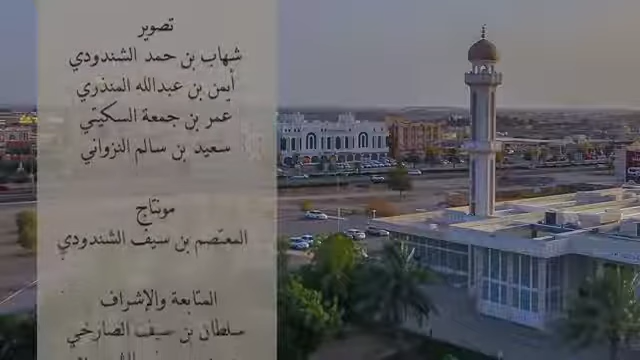 تصوير
شهاب بن حمد الشندودي
أيمن بن عبدالله المنذري
عمر بن جمعة السكيتي
سعيد بن سالم النزواني
مونتاج
المعتصم بن سيف الشندودي
المتابعة والإشراف
سلطان بن سيف الصارخي